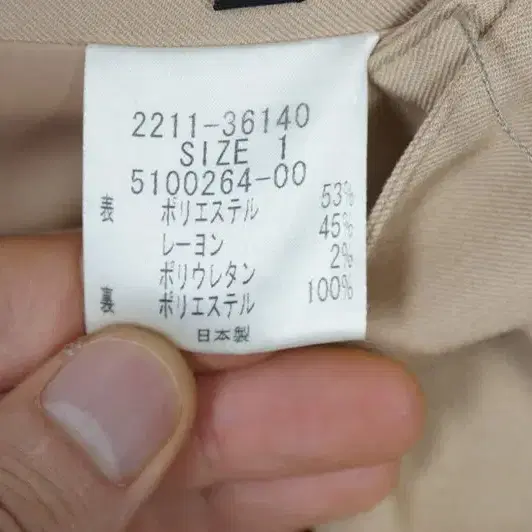 2211-36140
SIZE 1
5100264-00
表 ポリエステル 53%
レーヨン 45%
ポリウレタン 2%
裏 ポリエステル 100%
日本製